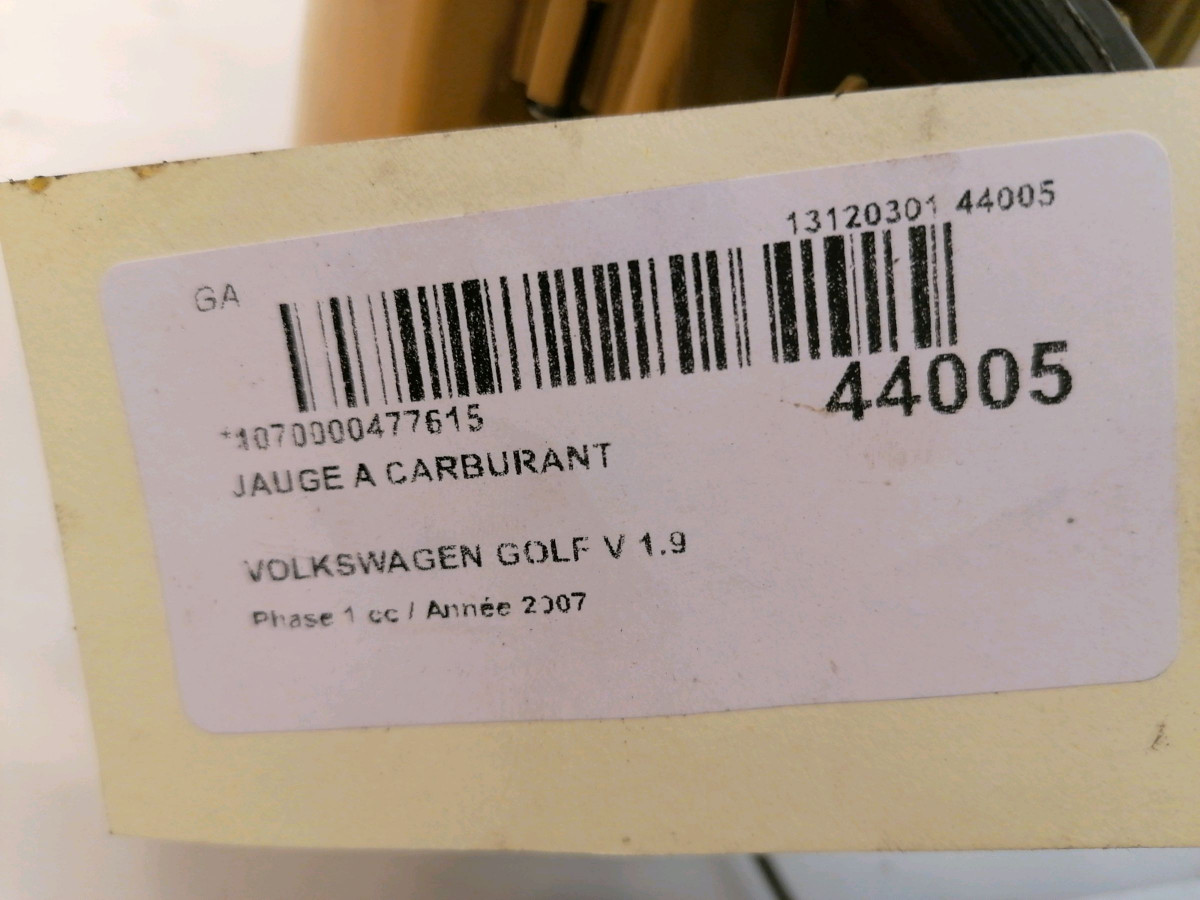 13120301 44005
GA
44005
*1070000477615
JAUGE A CARBURANT
VOLKSWAGEN GOLF V 1.9
Phase 1 cc / Année 2007